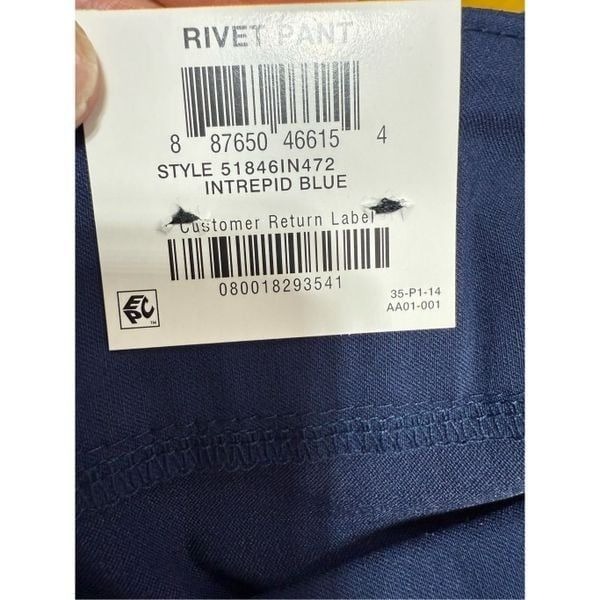 RIVET PANT
8 87650 46615 4
STYLE 51846IN472
INTREPID BLUE
Customer Return Label
080018293541
35-P1-14
AA01-001
EPC
TM